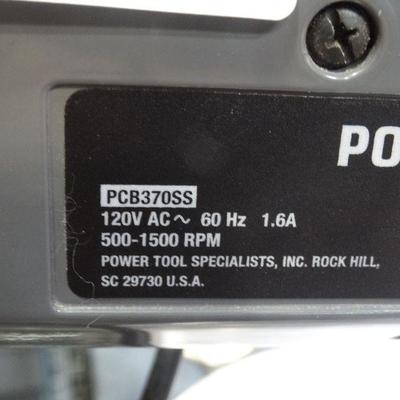 PO
PCB370SS
120V AC~ 60 Hz 1.6A
500-1500 RPM
POWER TOOL SPECIALISTS, INC. ROCK HILL,
SC 29730 U.S.A.